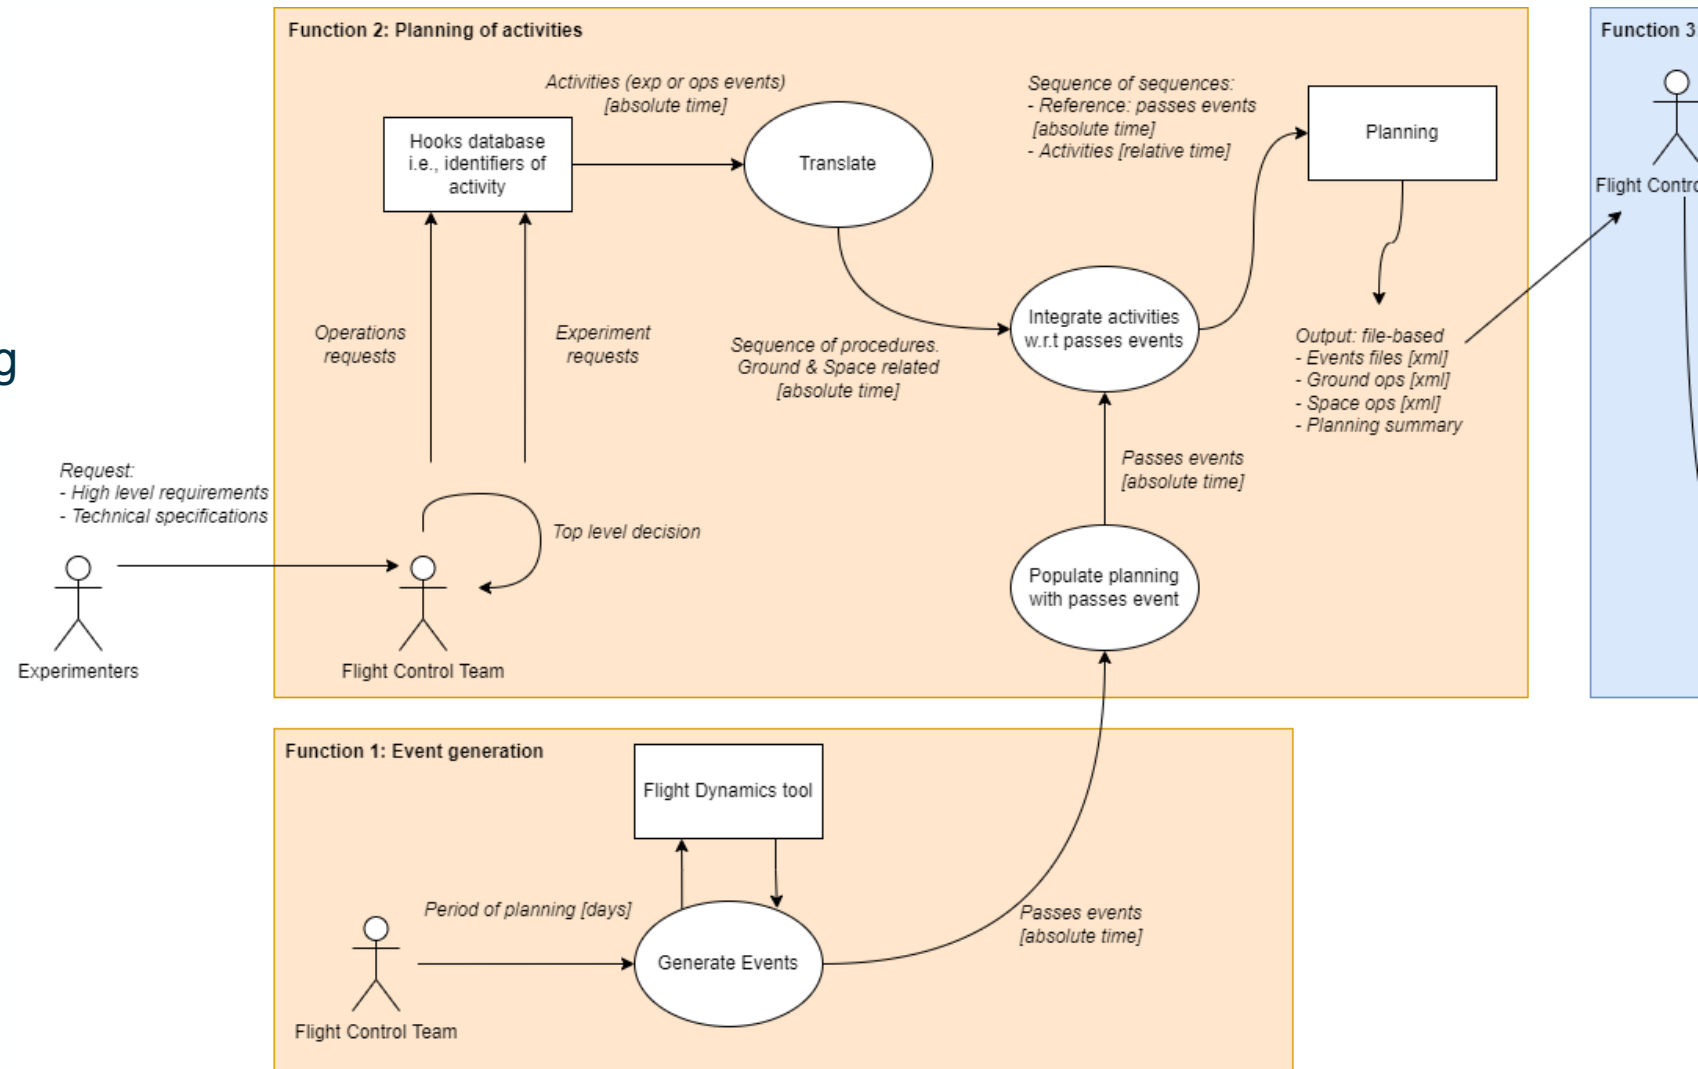 Function 2: Planning of activities
Activities (exp or ops events)
[absolute time]
Hooks database
i.e., identifiers of
activity
Translate
Sequence of sequences:
- Reference: passes events
[absolute time]
- Activities [relative time]
Planning
Operations
requests
Experiment
requests
Sequence of procedures.
Ground & Space related
[absolute time]
Integrate activities
w.r.t passes events
Output: file-based
- Events files [xml]
- Ground ops [xml]
- Space ops [xml]
- Planning summary
Passes events
[absolute time]
Request:
- High level requirements
- Technical specifications
Top level decision
Populate planning
with passes event
Experimenters
Flight Control Team
Function 3
Flight Contro
g
Function 1: Event generation
Flight Dynamics tool
Period of planning [days]
Generate Events
Passes events
[absolute time]
Flight Control Team